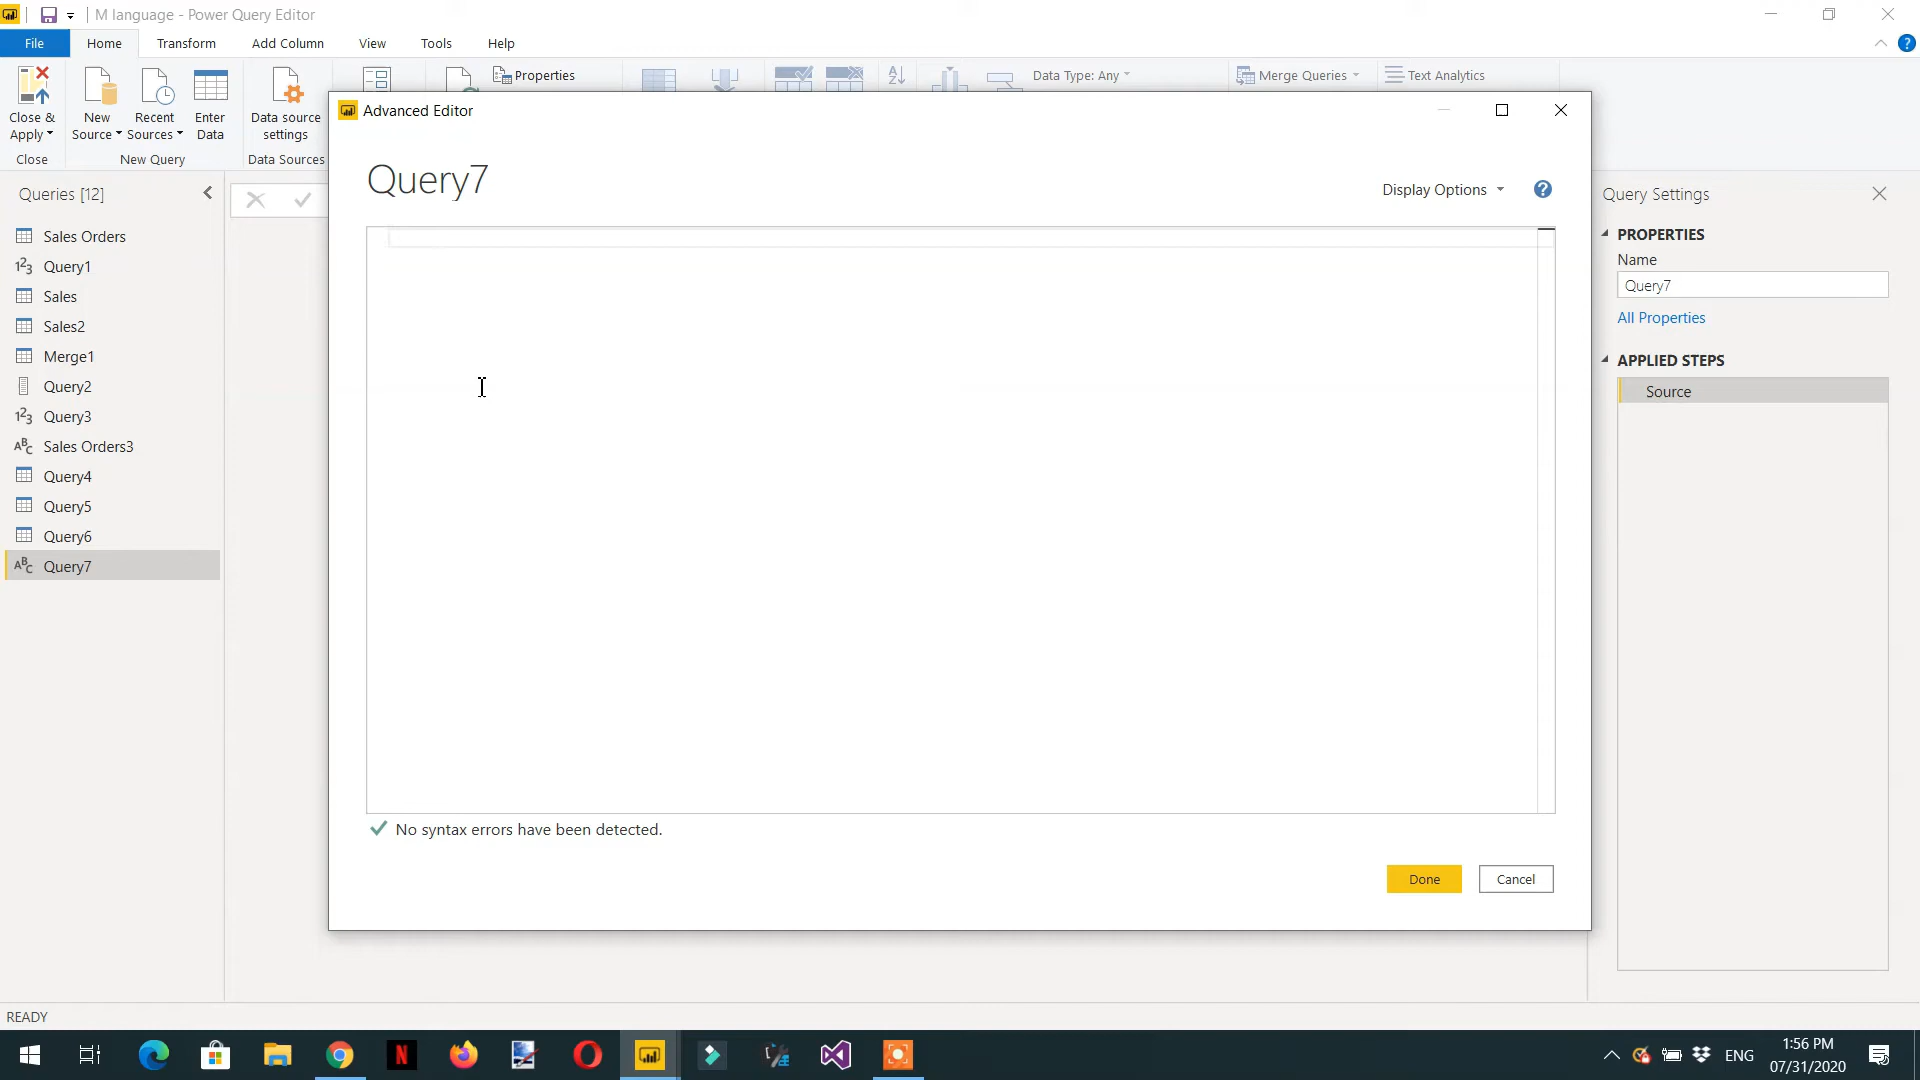 M language - Power Query Editor
File Home Transform Add Column View Tools Help
Close & Apply
New Source
Recent Sources
Enter Data
Data source settings
Properties
Data Type: Any
Merge Queries
Text Analytics
Close
New Query
Data Sources
Advanced Editor
Query7
Display Options
Queries [12]
Sales Orders
Query1
Sales
Sales2
Merge1
Query2
Query3
Sales Orders3
Query4
Query5
Query6
Query7
No syntax errors have been detected.
Done
Cancel
Query Settings
PROPERTIES
Name
Query7
All Properties
APPLIED STEPS
Source
READY
ENG
1:56 PM
07/31/2020